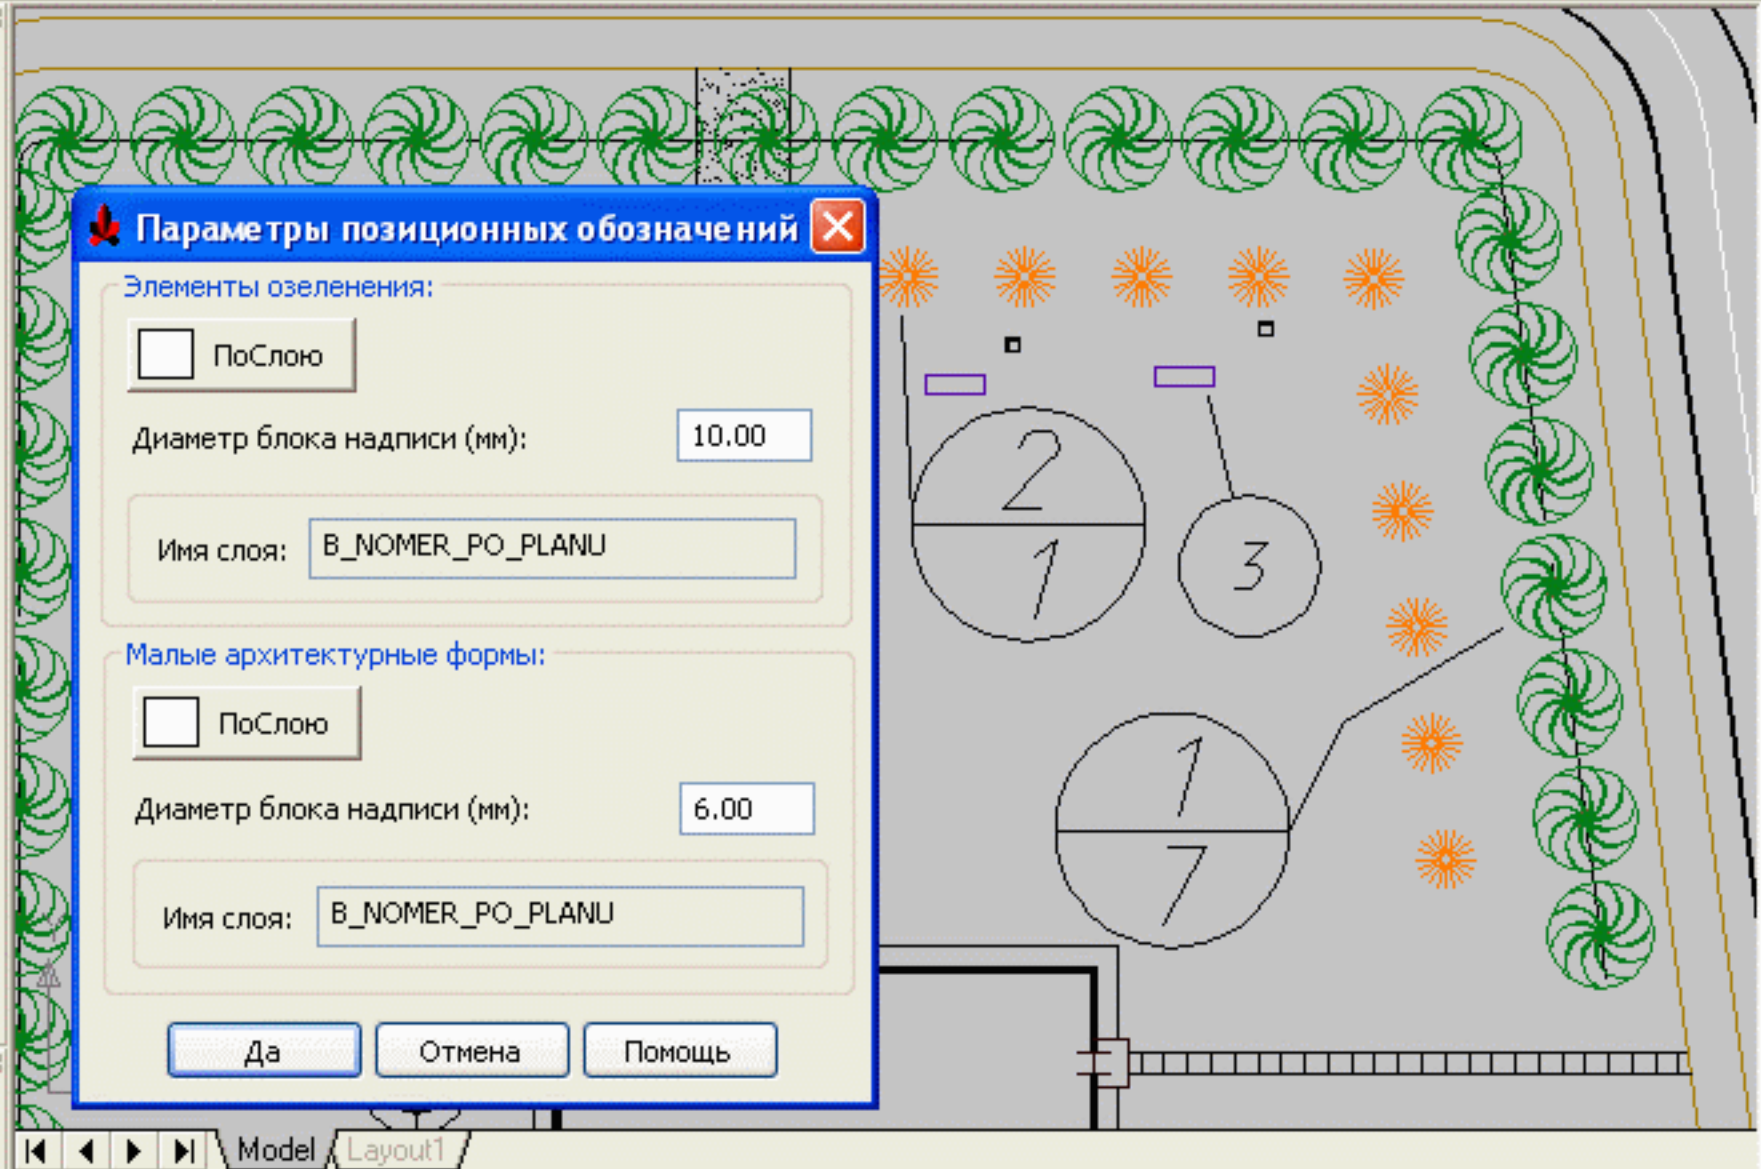 Параметры позиционных обозначений
Элементы озеленения:
ПоСлою
Диаметр блока надписи (мм):
10.00
Имя слоя:
B_NOMER_PO_PLANU
Малые архитектурные формы:
ПоСлою
Диаметр блока надписи (мм):
6.00
Имя слоя:
B_NOMER_PO_PLANU
Да
Отмена
Помощь
2
1
3
1
7
Model
Layout1